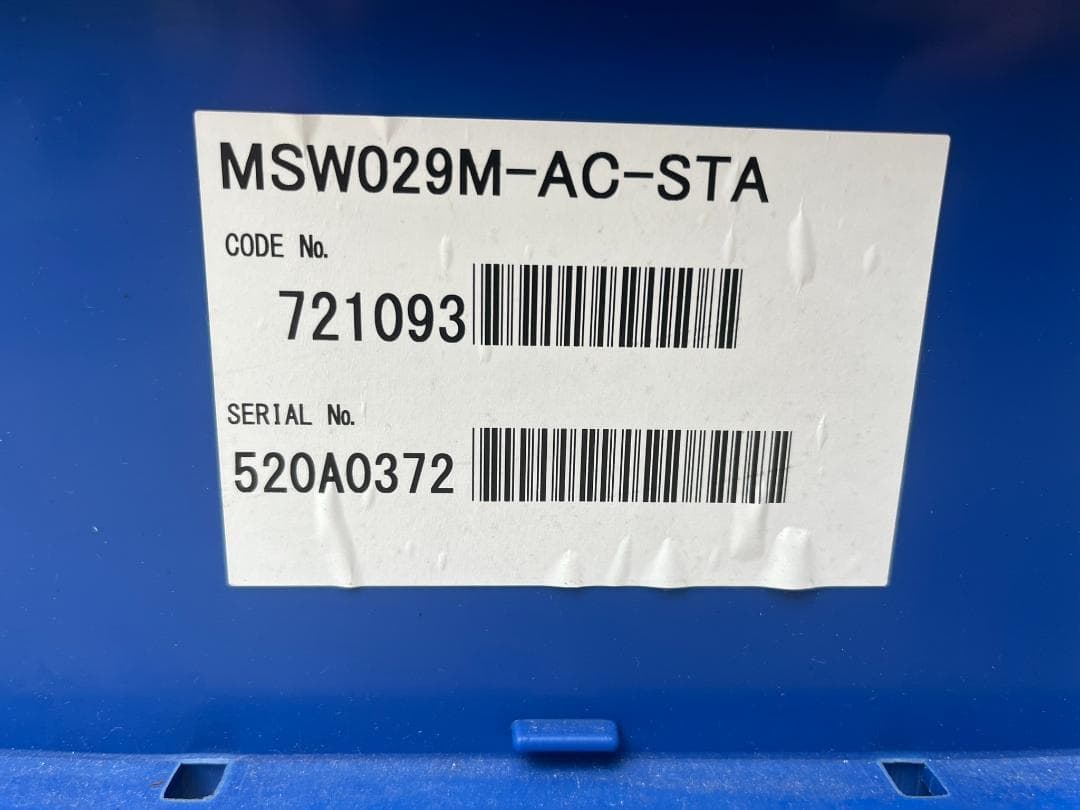 MSW029M-AC-STA
CODE No.
721093
SERIAL No.
520A0372